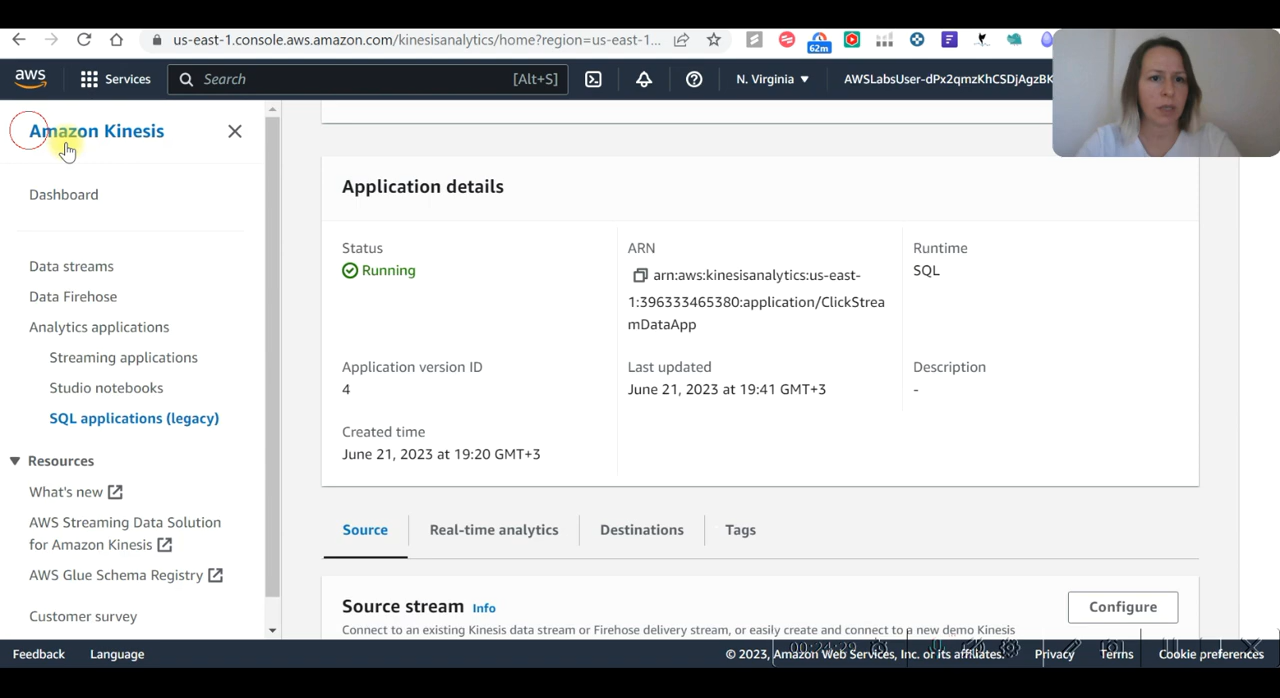 us-east-1.console.aws.amazon.com/kinesisanalytics/home?region=us-east-1...
62m
aws
Services
Search
[Alt+S]
N. Virginia
AWSLabsUser-dPx2qmzKhCSDjAgzBK
Amazon Kinesis
Dashboard
Data streams
Data Firehose
Analytics applications
Streaming applications
Studio notebooks
SQL applications (legacy)
Resources
What's new
AWS Streaming Data Solution
for Amazon Kinesis
AWS Glue Schema Registry
Customer survey
Application details
Status
Running
ARN
arn:aws:kinesisanalytics:us-east-
1:396333465380:application/ClickStrea
mDataApp
Runtime
SQL
Application version ID
4
Last updated
June 21, 2023 at 19:41 GMT+3
Description
-
Created time
June 21, 2023 at 19:20 GMT+3
Source
Real-time analytics
Destinations
Tags
Source stream
Info
Configure
Connect to an existing Kinesis data stream or Firehose delivery stream, or easily create and connect to a new demo Kinesis
Feedback
Language
© 2023, Amazon Web Services, Inc. or its affiliates.
Privacy
Terms
Cookie preferences